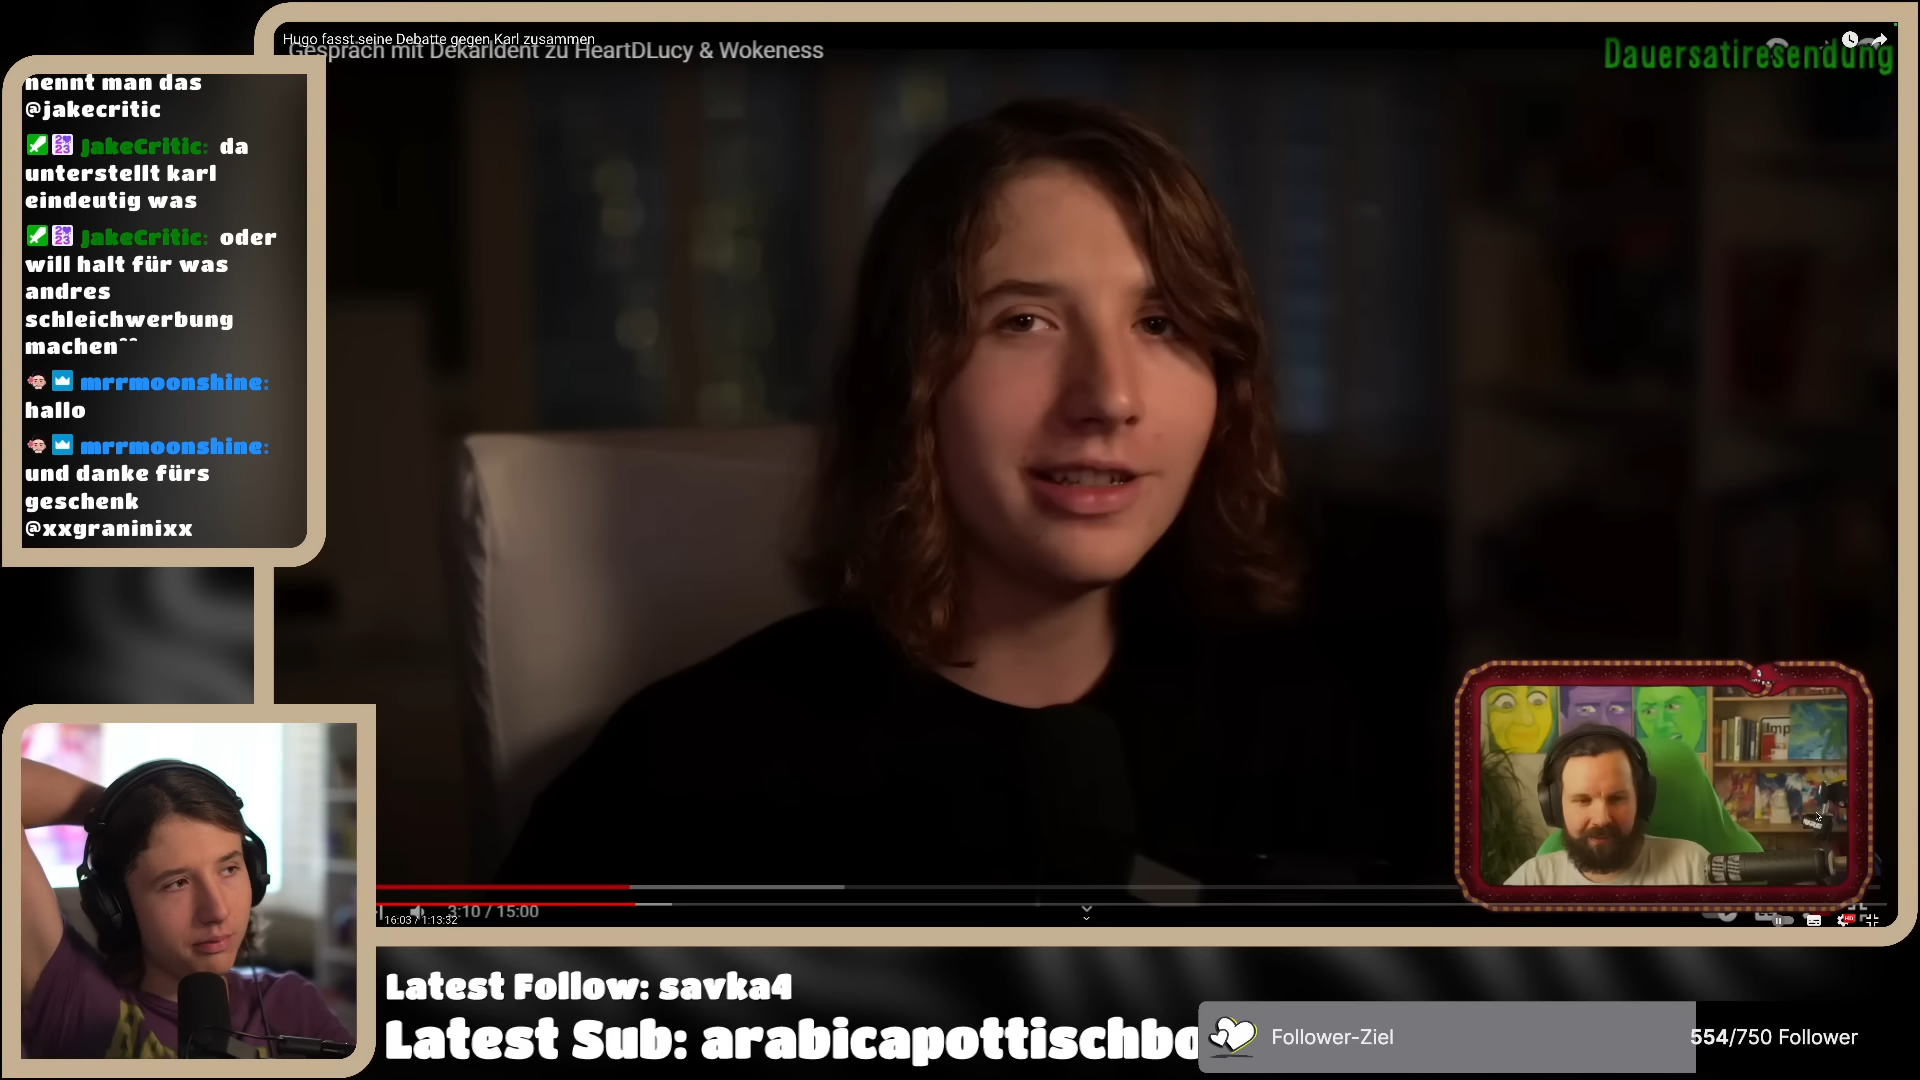 Hugo fasst seine Debatte gegen Karl zusammen
Gespräch mit Dekarldent zu HeartDLucy & Wokeness
Dauersatiresendung
nennt man das
@jakecritic
JakeCritic: da
unterstellt karl
eindeutig was
JakeCritic: oder
will halt für was
andres
schleichwerbung
machen^^
mrrmoonshine:
hallo
mrrmoonshine:
und danke fürs
geschenk
@xxgraninixx
3:10 / 15:00
16:03 / 1:13:32
Latest Follow: savka4
Latest Sub: arabicapottischbo
Follower-Ziel
554/750 Follower